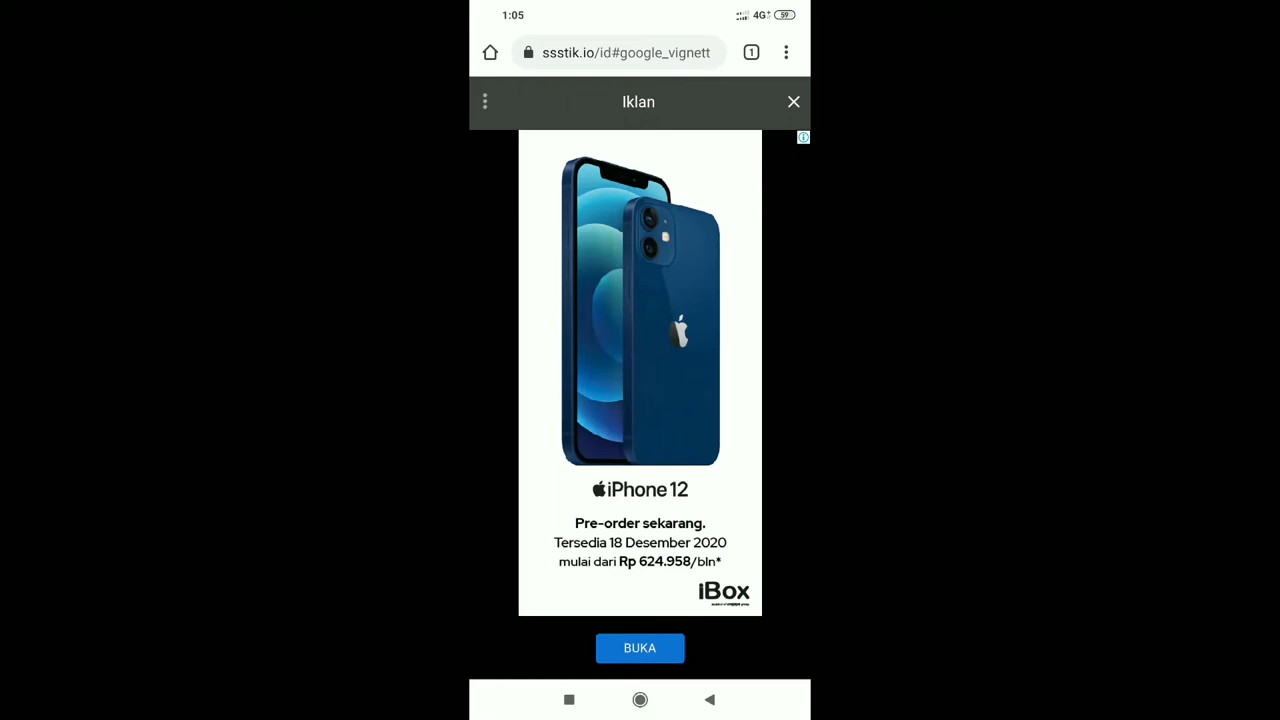 1:05
4G+
59
ssstik.io/id#google_vignett
1
Iklan
iPhone 12
Pre-order sekarang.
Tersedia 18 Desember 2020
mulai dari Rp 624.958/bln*
iBox
BUKA